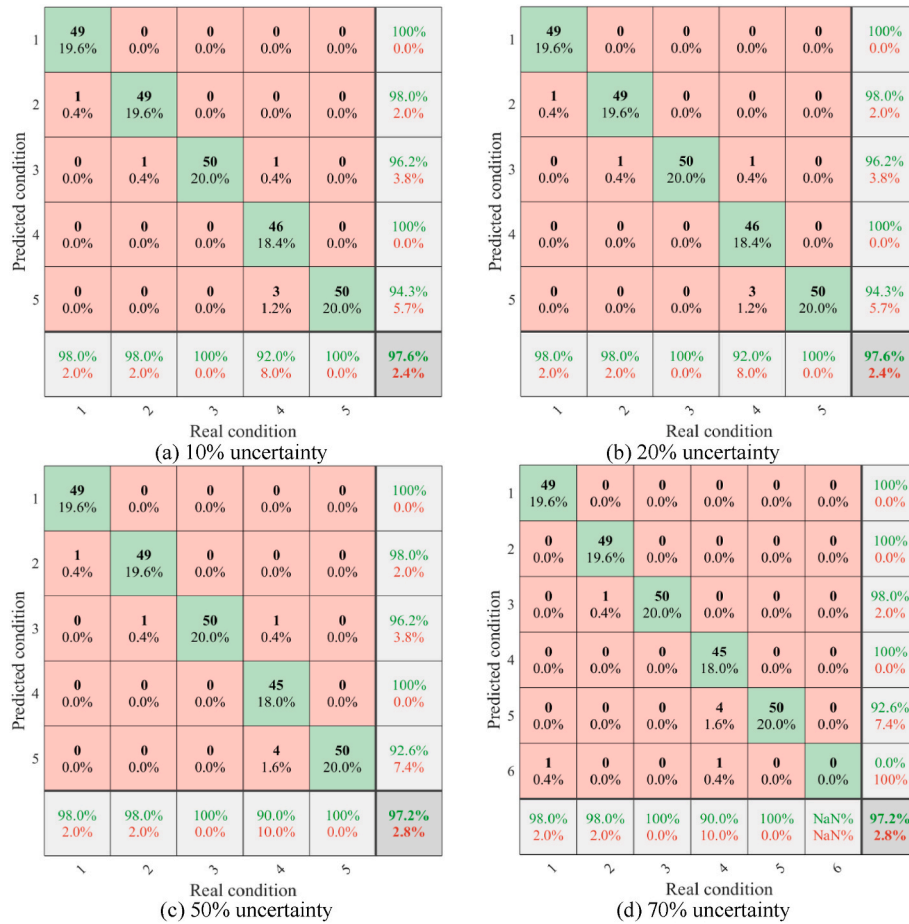 1 49 0 0 0 0 100%
19.6% 0.0% 0.0% 0.0% 0.0% 0.0%
2 1 49 0 0 0 98.0%
0.4% 19.6% 0.0% 0.0% 0.0% 2.0%
3 0 1 50 1 0 96.2%
0.0% 0.4% 20.0% 0.4% 0.0% 3.8%
4 0 0 0 46 0 100%
0.0% 0.0% 0.0% 18.4% 0.0% 0.0%
5 0 0 0 3 50 94.3%
0.0% 0.0% 0.0% 1.2% 20.0% 5.7%
98.0% 98.0% 100% 92.0% 100% 97.6%
2.0% 2.0% 0.0% 8.0% 0.0% 2.4%
1 2 3 4 5
Predicted condition
Real condition
(a) 10% uncertainty
1 49 0 0 0 0 100%
19.6% 0.0% 0.0% 0.0% 0.0% 0.0%
2 1 49 0 0 0 98.0%
0.4% 19.6% 0.0% 0.0% 0.0% 2.0%
3 0 1 50 1 0 96.2%
0.0% 0.4% 20.0% 0.4% 0.0% 3.8%
4 0 0 0 46 0 100%
0.0% 0.0% 0.0% 18.4% 0.0% 0.0%
5 0 0 0 3 50 94.3%
0.0% 0.0% 0.0% 1.2% 20.0% 5.7%
98.0% 98.0% 100% 92.0% 100% 97.6%
2.0% 2.0% 0.0% 8.0% 0.0% 2.4%
1 2 3 4 5
Predicted condition
Real condition
(b) 20% uncertainty
1 49 0 0 0 0 100%
19.6% 0.0% 0.0% 0.0% 0.0% 0.0%
2 1 49 0 0 0 98.0%
0.4% 19.6% 0.0% 0.0% 0.0% 2.0%
3 0 1 50 1 0 96.2%
0.0% 0.4% 20.0% 0.4% 0.0% 3.8%
4 0 0 0 45 0 100%
0.0% 0.0% 0.0% 18.0% 0.0% 0.0%
5 0 0 0 4 50 92.6%
0.0% 0.0% 0.0% 1.6% 20.0% 7.4%
98.0% 98.0% 100% 90.0% 100% 97.2%
2.0% 2.0% 0.0% 10.0% 0.0% 2.8%
1 2 3 4 5
Predicted condition
Real condition
(c) 50% uncertainty
1 49 0 0 0 0 0 100%
19.6% 0.0% 0.0% 0.0% 0.0% 0.0% 0.0%
2 0 49 0 0 0 0 100%
0.0% 19.6% 0.0% 0.0% 0.0% 0.0% 0.0%
3 0 1 50 0 0 0 98.0%
0.0% 0.4% 20.0% 0.0% 0.0% 0.0% 2.0%
4 0 0 0 45 0 0 100%
0.0% 0.0% 0.0% 18.0% 0.0% 0.0% 0.0%
5 0 0 0 4 50 0 92.6%
0.0% 0.0% 0.0% 1.6% 20.0% 0.0% 7.4%
6 1 0 0 1 0 0 0.0%
0.4% 0.0% 0.0% 0.4% 0.0% 0.0% 100%
98.0% 98.0% 100% 90.0% 100% NaN% 97.2%
2.0% 2.0% 0.0% 10.0% 0.0% NaN% 2.8%
1 2 3 4 5 6
Predicted condition
Real condition
(d) 70% uncertainty